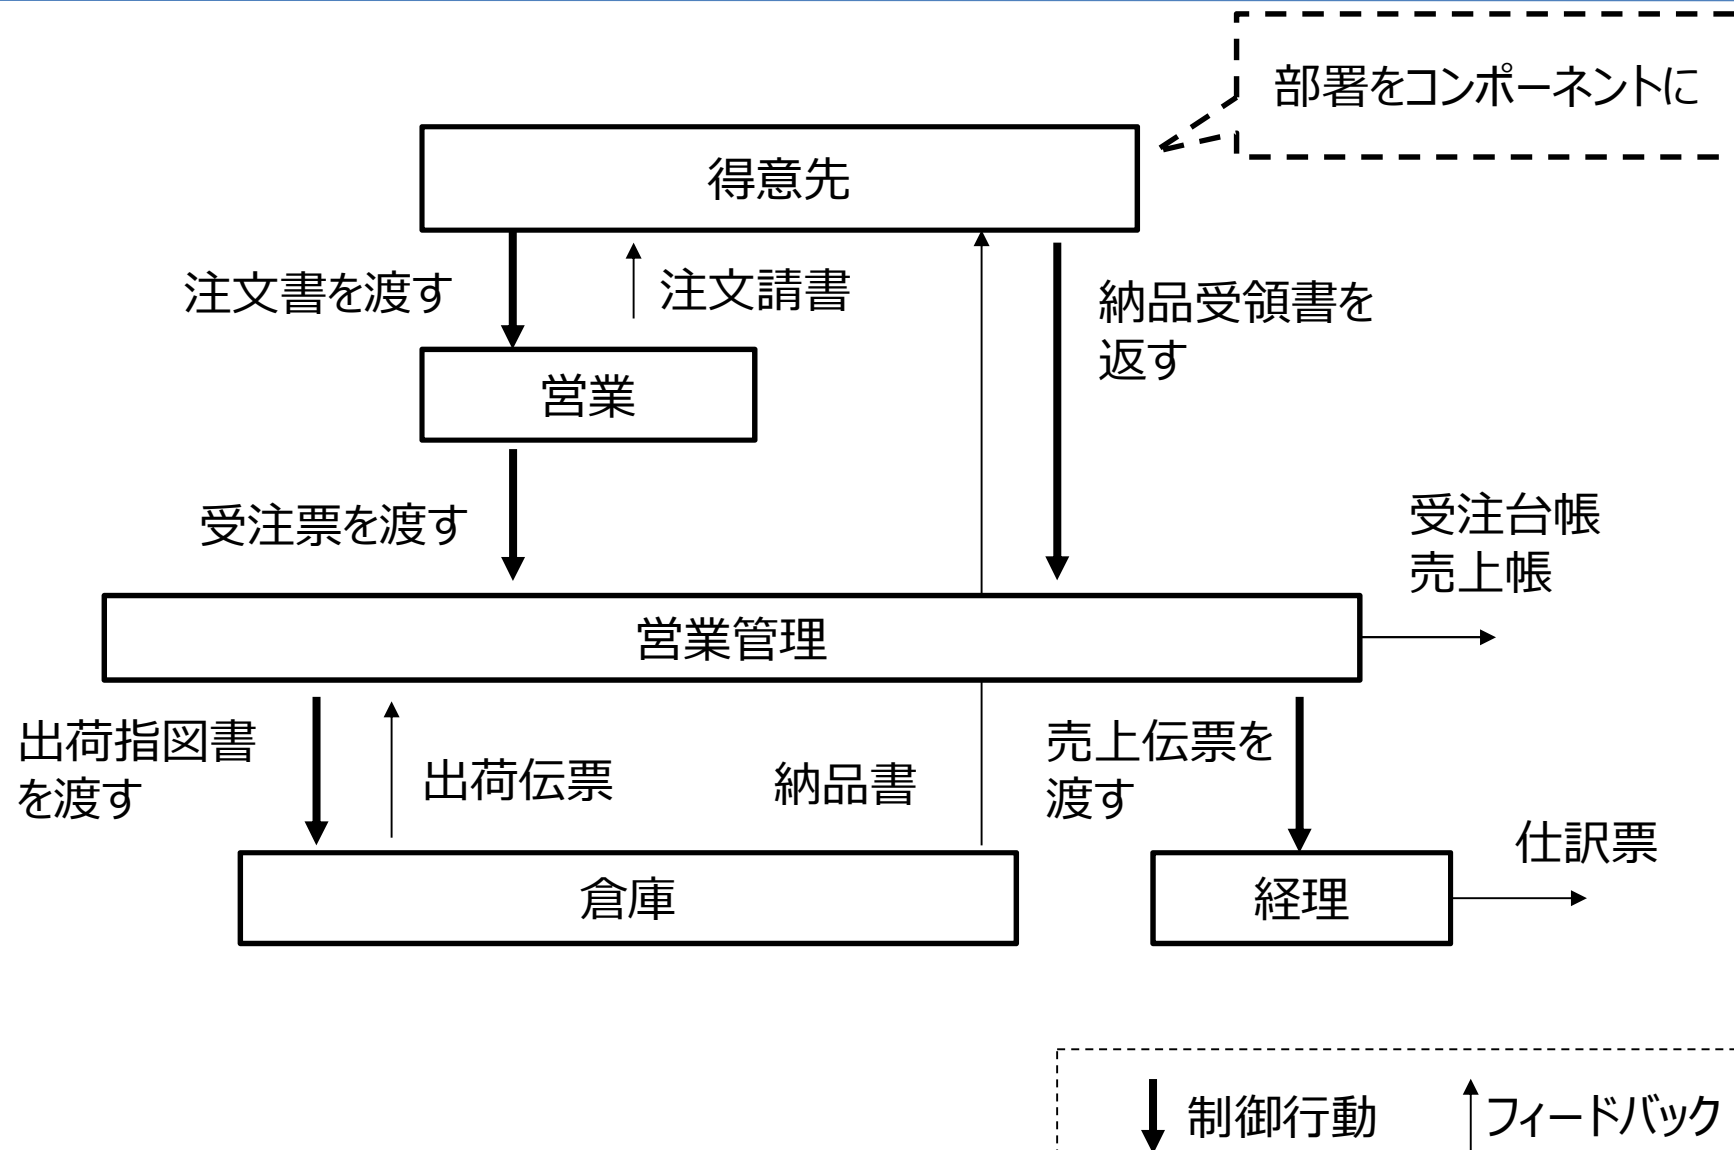 部署をコンポーネントに
得意先
注文書を渡す
注文請書
納品受領書を
返す
営業
受注票を渡す
受注台帳
売上帳
営業管理
出荷指図書
を渡す
出荷伝票
納品書
売上伝票を
渡す
仕訳票
倉庫
経理
制御行動
フィードバック